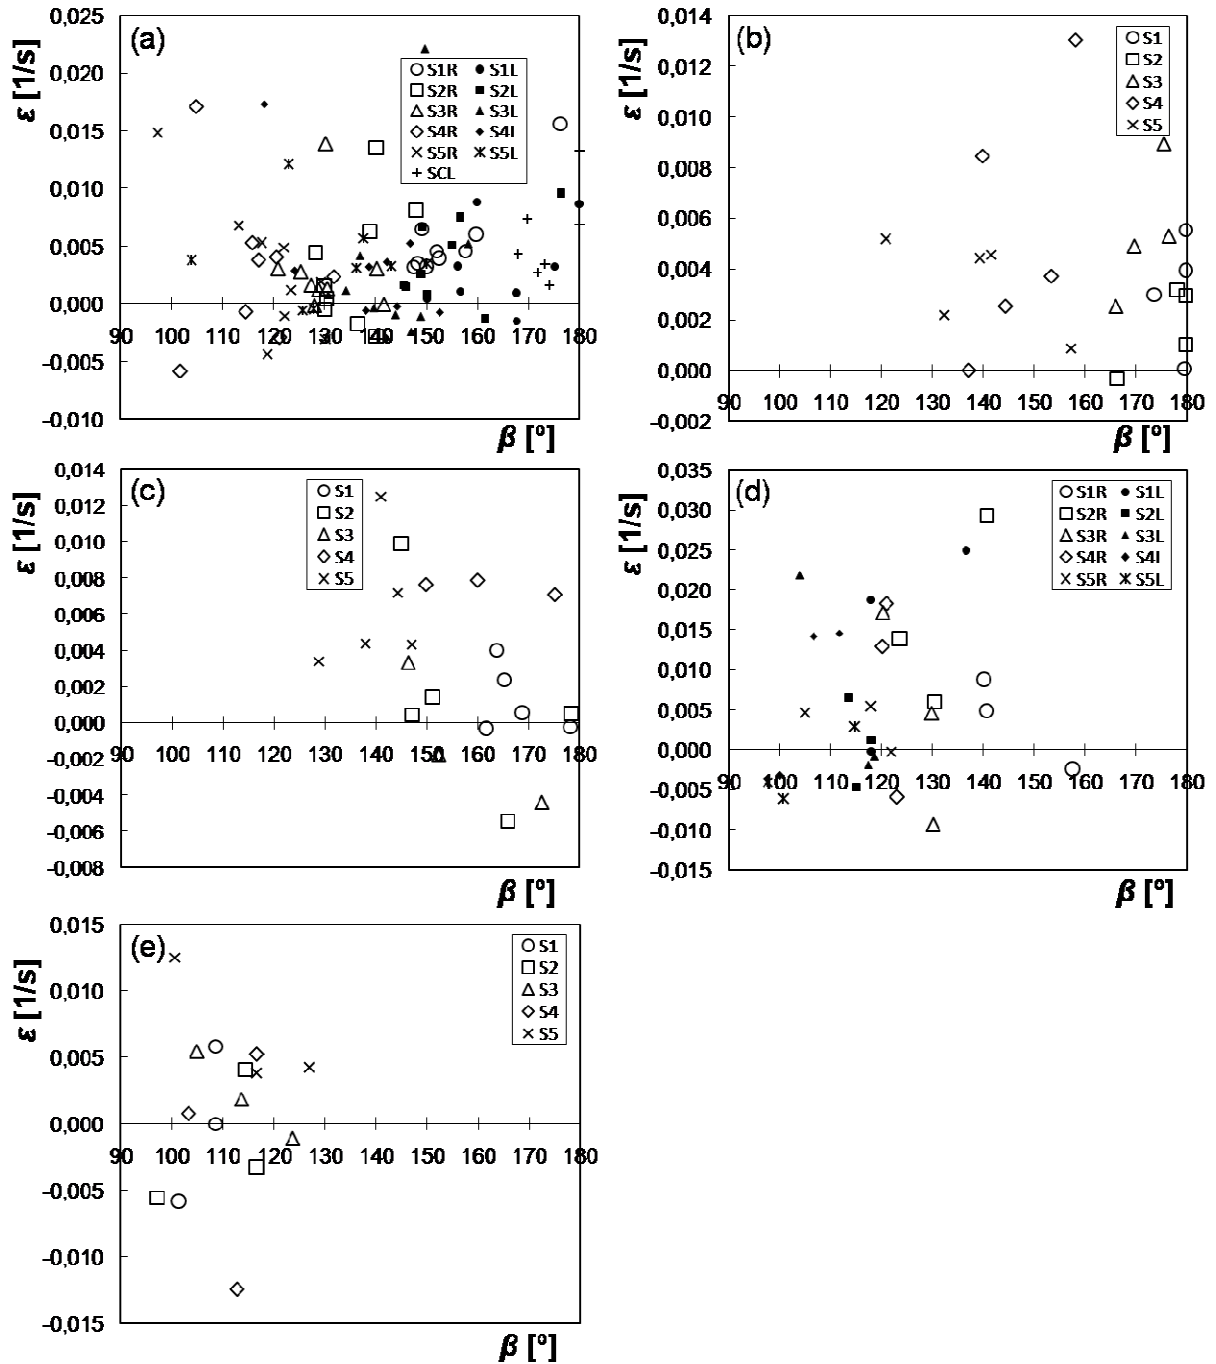 (a)
ε [1/s]
0,025
0,020
0,015
0,010
0,005
0,000
-0,005
-0,010
90 100 110 120 130 140 150 160 170 180
β [º]
S1R S1L
S2R S2L
S3R S3L
S4R S4L
S5R S5L
SCL
(b)
ε [1/s]
0,014
0,012
0,010
0,008
0,006
0,004
0,002
0,000
-0,002
90 100 110 120 130 140 150 160 170 180
β [º]
S1
S2
S3
S4
S5
(c)
ε [1/s]
0,014
0,012
0,010
0,008
0,006
0,004
0,002
0,000
-0,002
-0,004
-0,006
-0,008
90 100 110 120 130 140 150 160 170 180
β [º]
S1
S2
S3
S4
S5
(d)
ε [1/s]
0,035
0,030
0,025
0,020
0,015
0,010
0,005
0,000
-0,005
-0,010
-0,015
90 100 110 120 130 140 150 160 170 180
β [º]
S1R S1L
S2R S2L
S3R S3L
S4R S4L
S5R S5L
(e)
ε [1/s]
0,015
0,010
0,005
0,000
-0,005
-0,010
-0,015
90 100 110 120 130 140 150 160 170 180
β [º]
S1
S2
S3
S4
S5